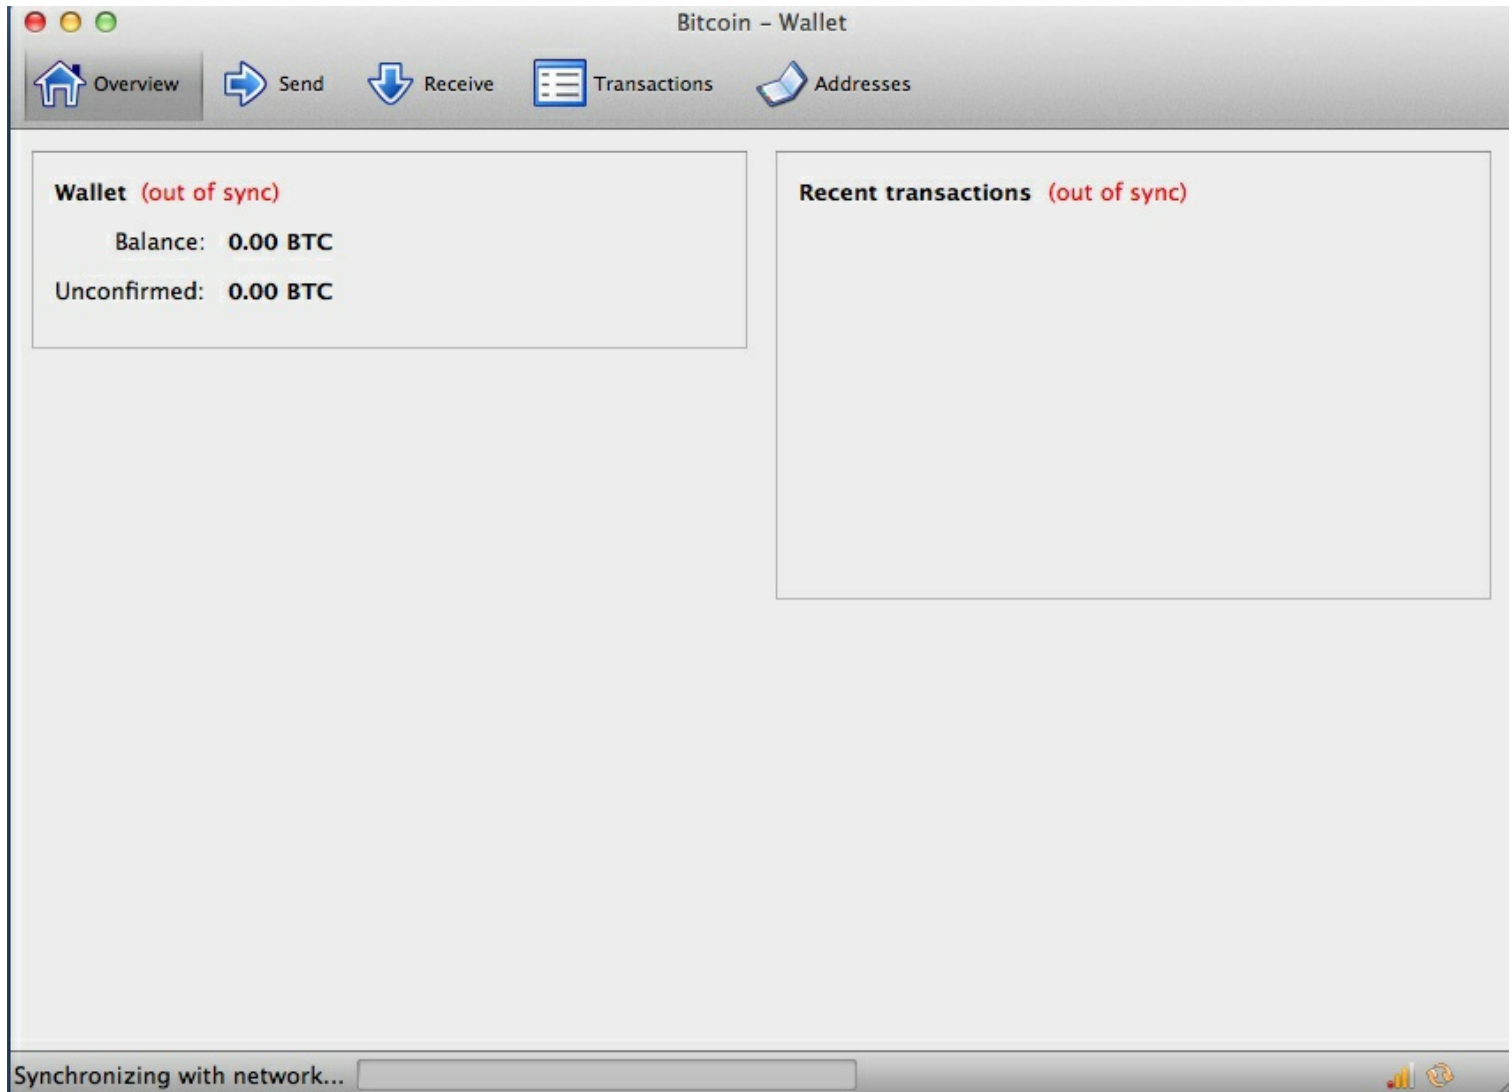 Bitcoin – Wallet
Overview Send Receive Transactions Addresses
Wallet (out of sync)
Balance: 0.00 BTC
Unconfirmed: 0.00 BTC
Recent transactions (out of sync)
Synchronizing with network...